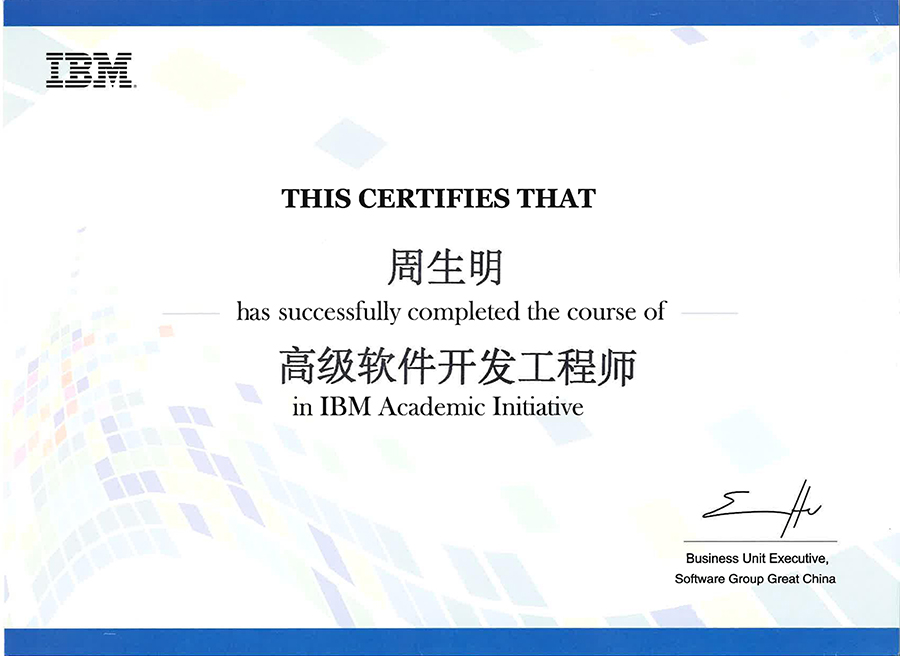 IBM
THIS CERTIFIES THAT
周生明
has successfully completed the course of
高级软件开发工程师
in IBM Academic Initiative
Business Unit Executive,
Software Group Great China